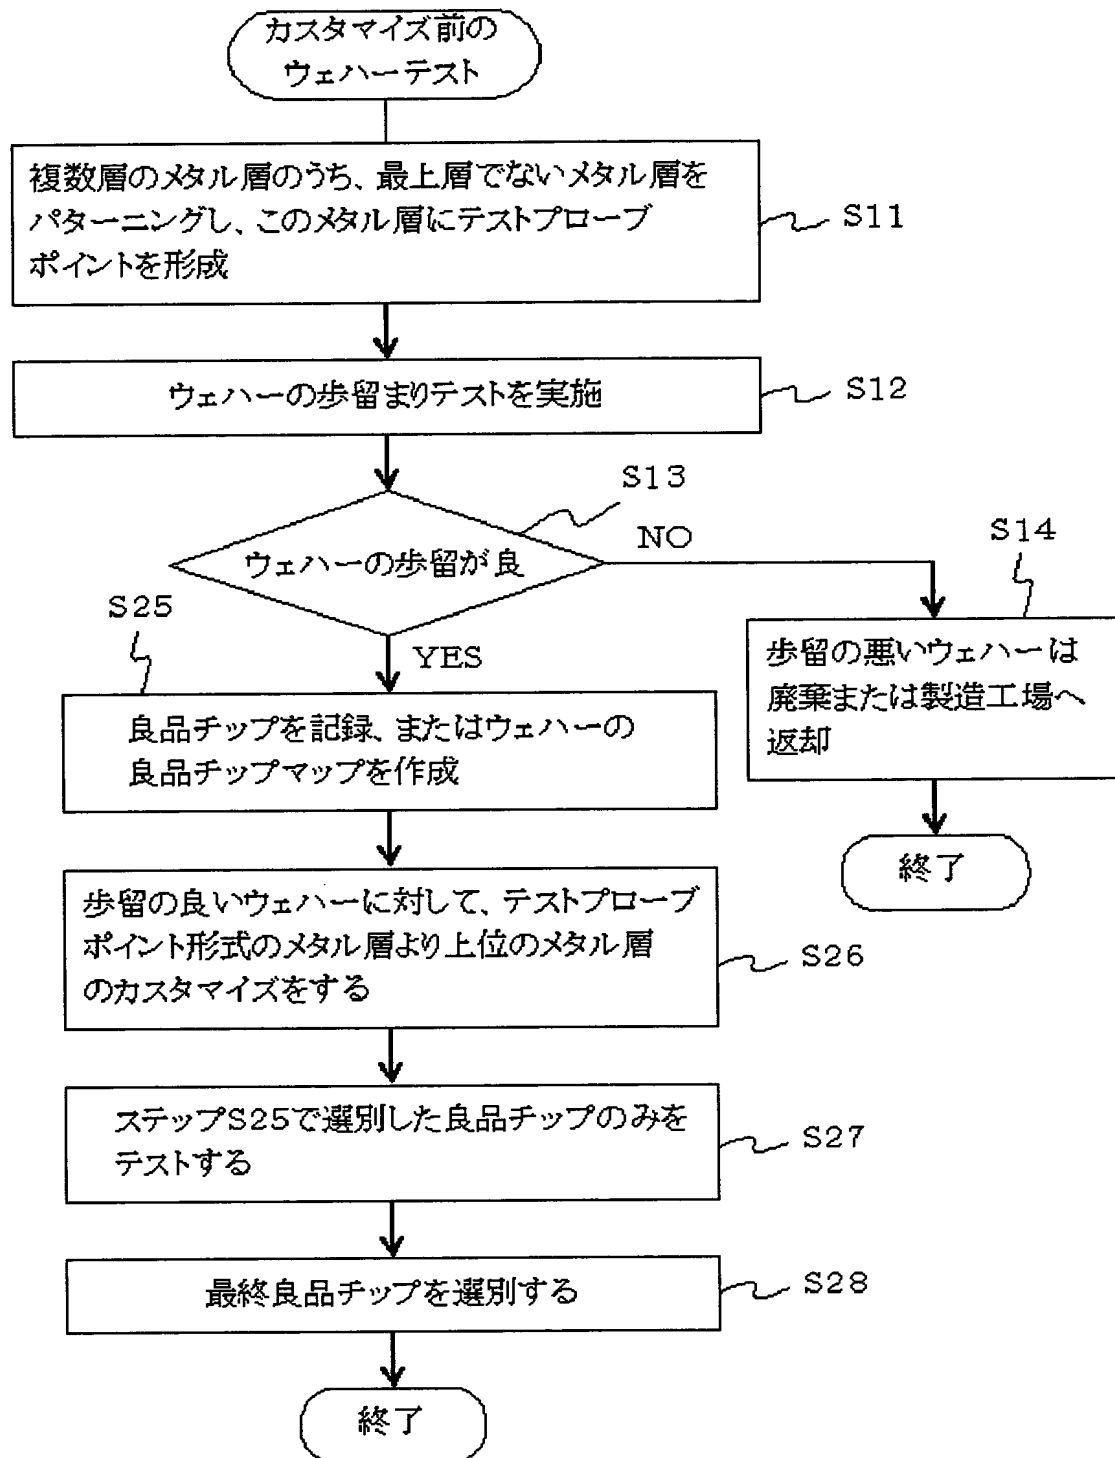 カスタマイズ前の
ウェハーテスト
複数層のメタル層のうち、最上層でないメタル層を
パターニングし、このメタル層にテストプローブ
ポイントを形成
S11
ウェハーの歩留まりテストを実施
S12
S13
ウェハーの歩留が良
NO
S14
歩留の悪いウェハーは
廃棄または製造工場へ
返却
終了
YES
S25
良品チップを記録、またはウェハーの
良品チップマップを作成
歩留の良いウェハーに対して、テストプローブ
ポイント形式のメタル層より上位のメタル層
のカスタマイズをする
S26
ステップS25で選別した良品チップのみを
テストする
S27
最終良品チップを選別する
S28
終了